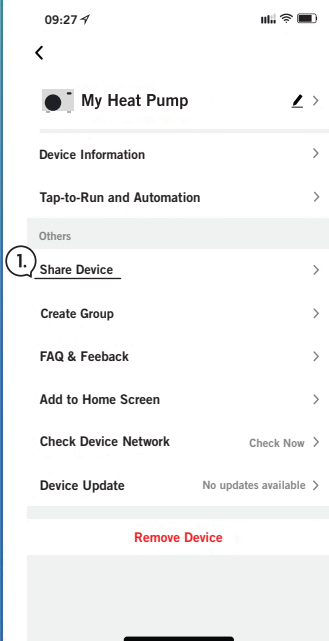 09:27
My Heat Pump
Device Information
Tap-to-Run and Automation
Others
1.
Share Device
Create Group
FAQ & Feeback
Add to Home Screen
Check Device Network Check Now
Device Update No updates available
Remove Device